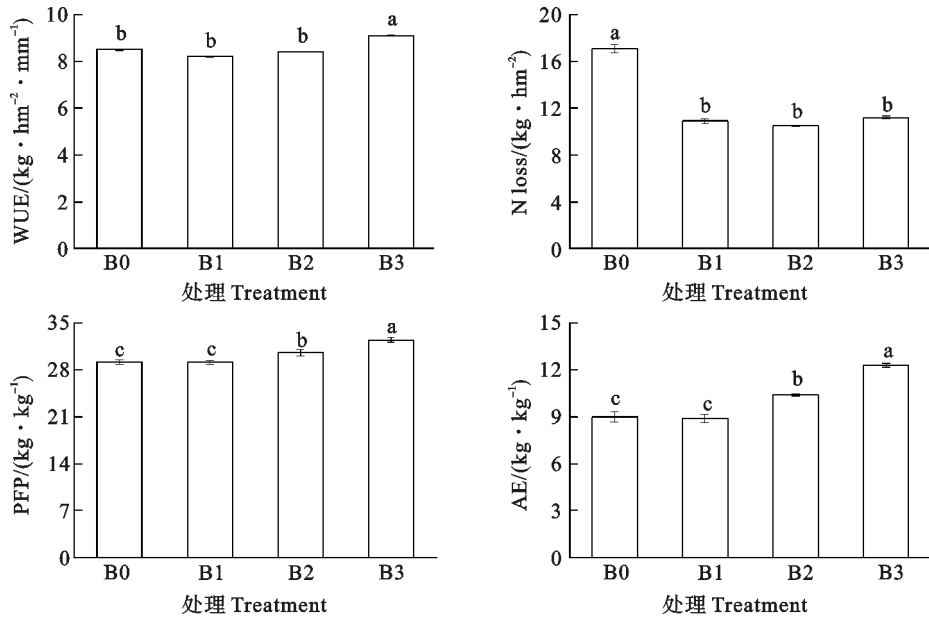 WUE/(kg·hm⁻²·mm⁻¹)
10
8
6
4
2
0
b
b
b
a
B0 B1 B2 B3
处理 Treatment
N loss/(kg·hm⁻²)
20
16
12
8
4
0
a
b
b
b
B0 B1 B2 B3
处理 Treatment
PFP/(kg·kg⁻¹)
35
28
21
14
7
0
c
c
b
a
B0 B1 B2 B3
处理 Treatment
AE/(kg·kg⁻¹)
15
12
9
6
3
0
c
c
b
a
B0 B1 B2 B3
处理 Treatment